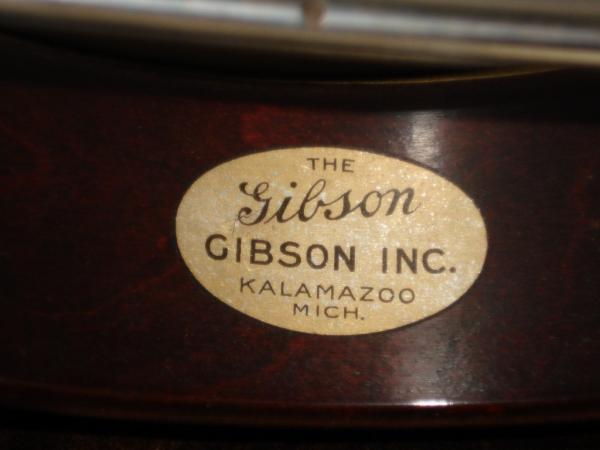 THE
Gibson
GIBSON INC.
KALAMAZOO
MICH.